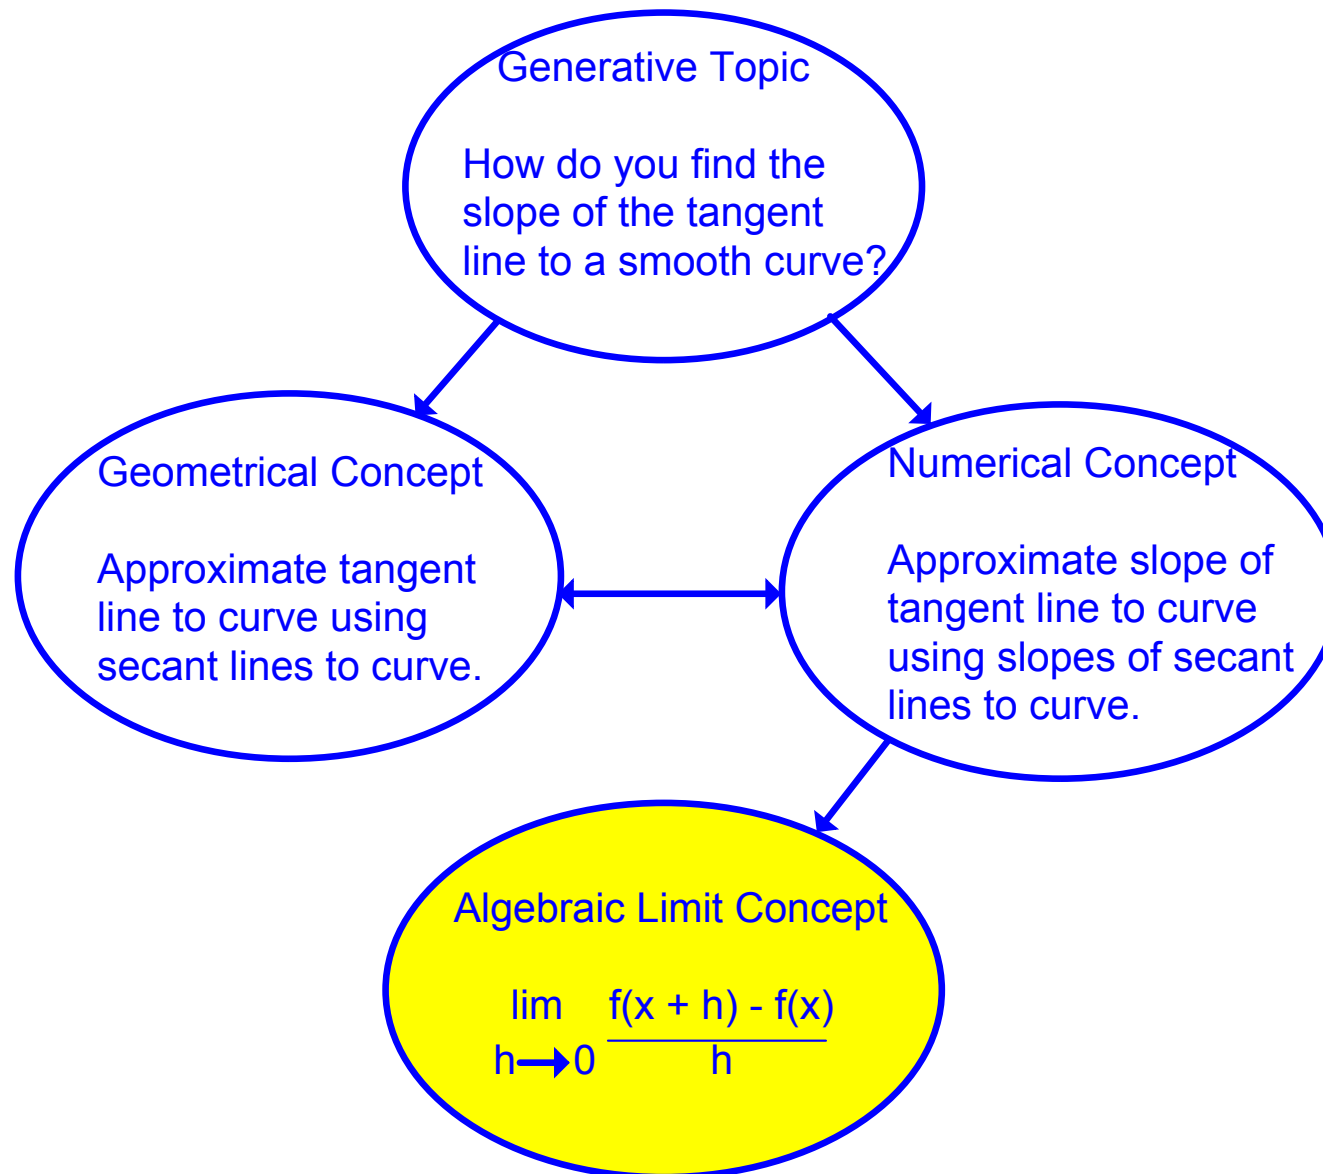 Generative Topic
How do you find the
slope of the tangent
line to a smooth curve?
Geometrical Concept
Approximate tangent
line to curve using
secant lines to curve.
Numerical Concept
Approximate slope of
tangent line to curve
using slopes of secant
lines to curve.
Algebraic Limit Concept
lim f(x + h) - f(x)
h→0 h